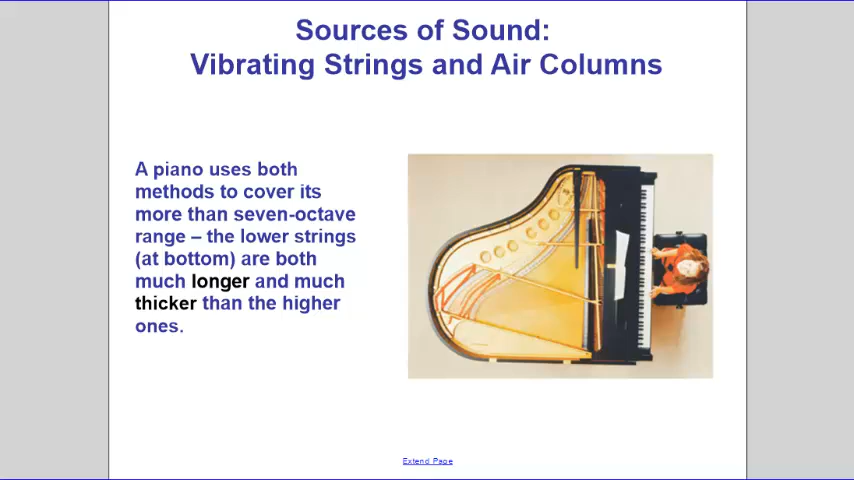 Sources of Sound:
Vibrating Strings and Air Columns
A piano uses both
methods to cover its
more than seven-octave
range – the lower strings
(at bottom) are both
much longer and much
thicker than the higher
ones.
Extend Page